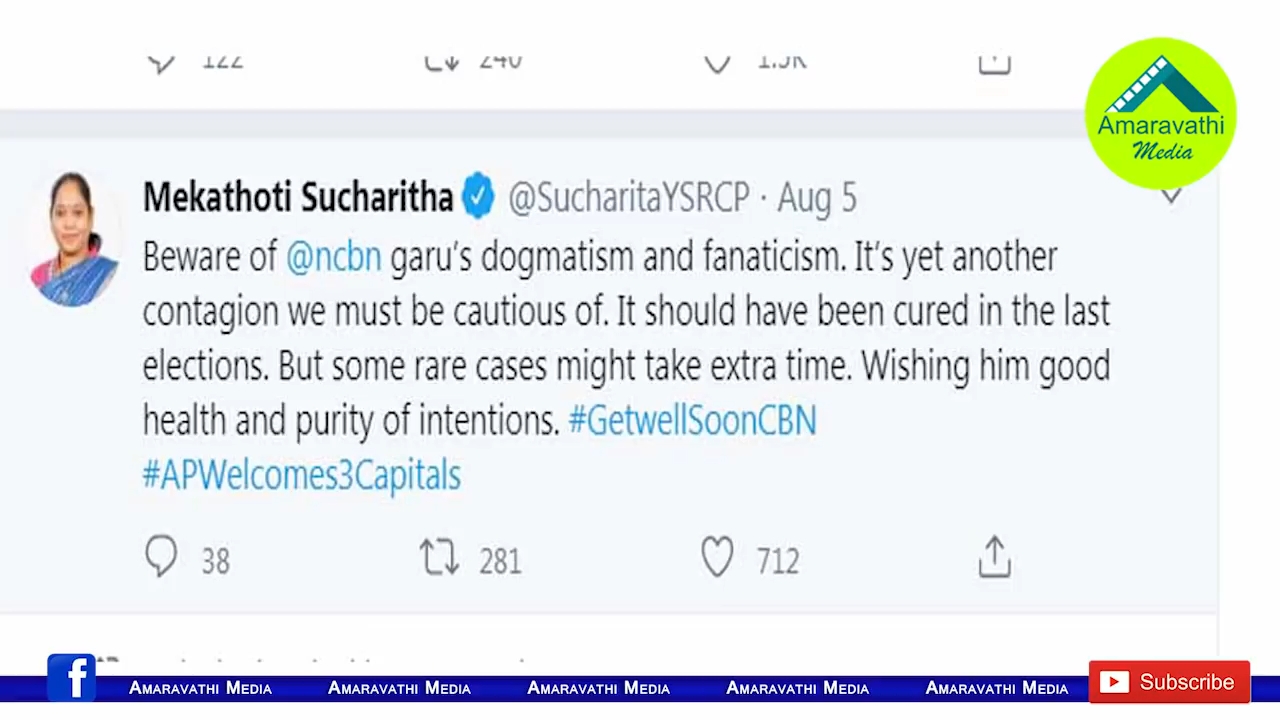 122 240 1.5K
Amaravathi
Media
Mekathoti Sucharitha @SucharitaYSRCP · Aug 5
Beware of @ncbn garu's dogmatism and fanaticism. It's yet another
contagion we must be cautious of. It should have been cured in the last
elections. But some rare cases might take extra time. Wishing him good
health and purity of intentions. #GetwellSoonCBN
#APWelcomes3Capitals
38 281 712
f AMARAVATHI MEDIA AMARAVATHI MEDIA AMARAVATHI MEDIA AMARAVATHI MEDIA AMARAVATHI MEDIA Subscribe